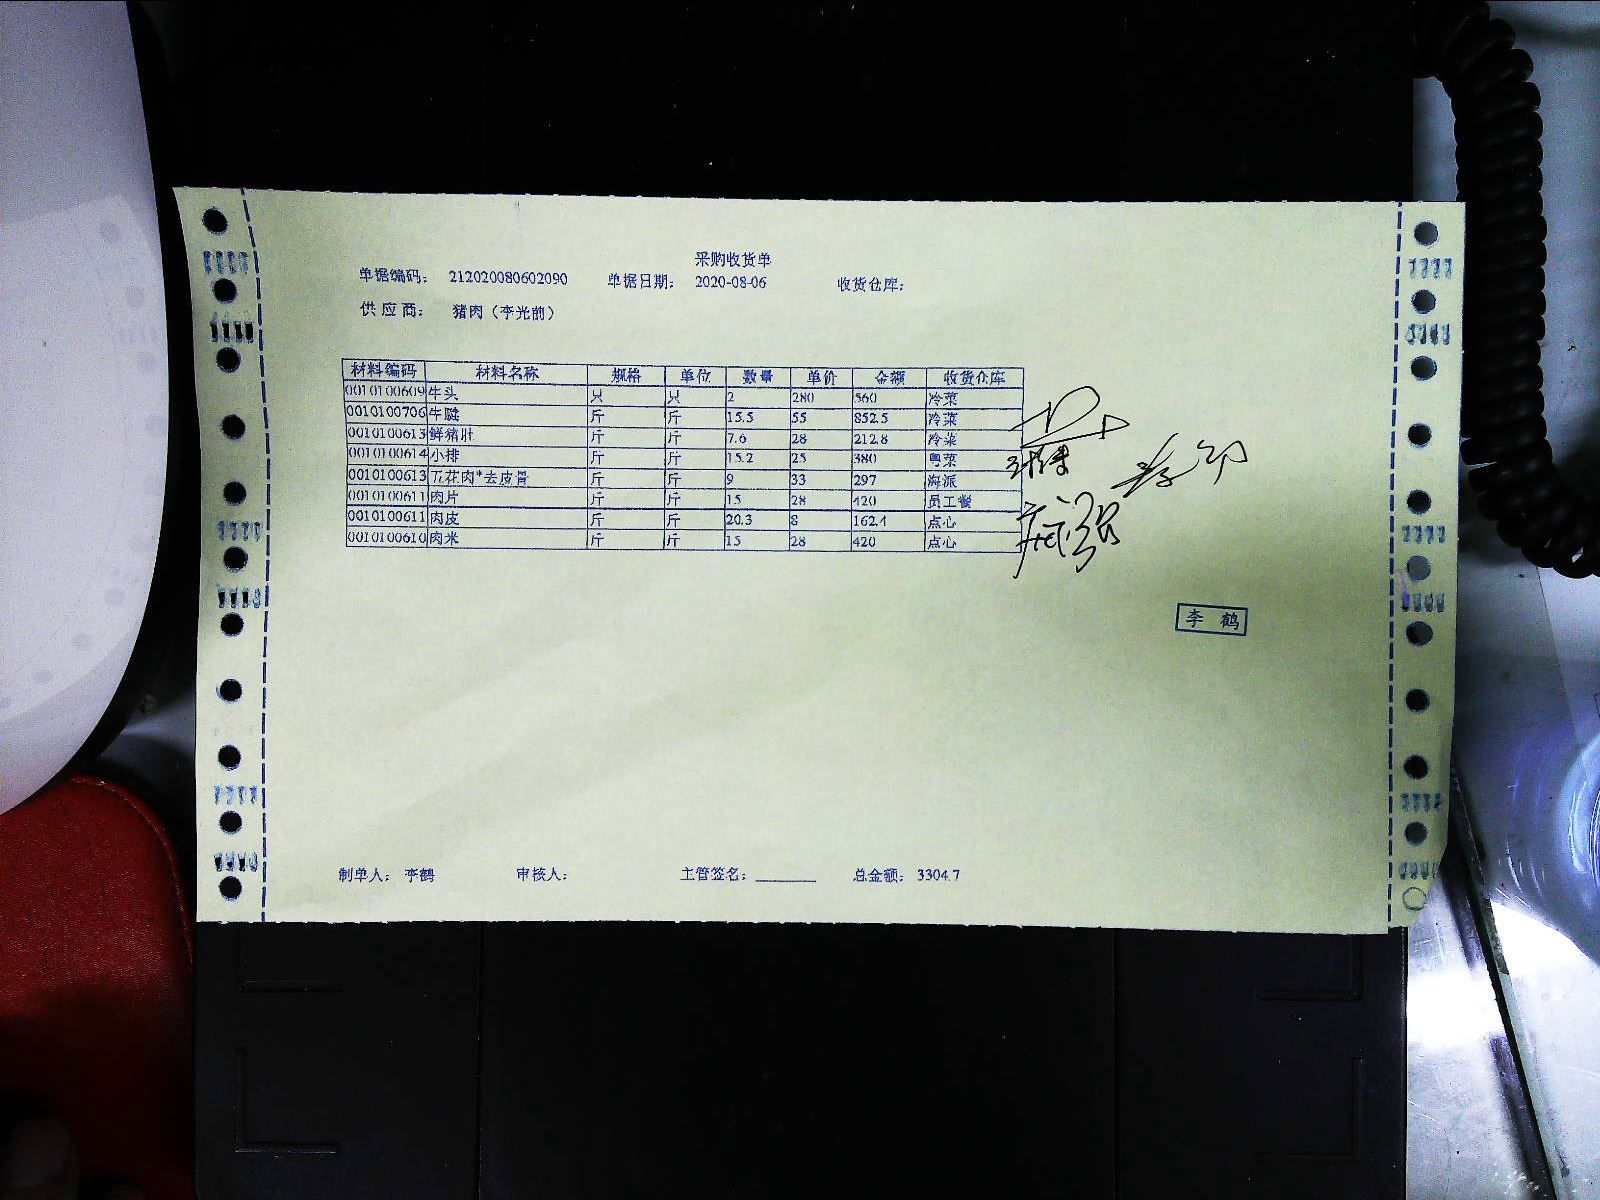 采购收货单
单据编码： 212020080602090 单据日期： 2020-08-06 收货仓库：
供应商： 猪肉（李光前）
材料编码 材料名称 规格 单位 数量 单价 金额 收货仓库
0010100609 牛头 只 只 2 280 560 冷菜
0010100706 牛腱 斤 斤 15.5 55 852.5 冷菜
0010100613 鲜猪肚 斤 斤 7.6 28 212.8 冷菜
0010100614 小排 斤 斤 15.2 25 380 粤菜
0010100613 五花肉*去皮骨 斤 斤 9 33 297 海派
0010100611 肉片 斤 斤 15 28 420 员工餐
0010100611 肉皮 斤 斤 20.3 8 162.4 点心
0010100610 肉米 斤 斤 15 28 420 点心
李 鹤
制单人： 李鹤 审核人： 主管签名： 总金额： 3304.7